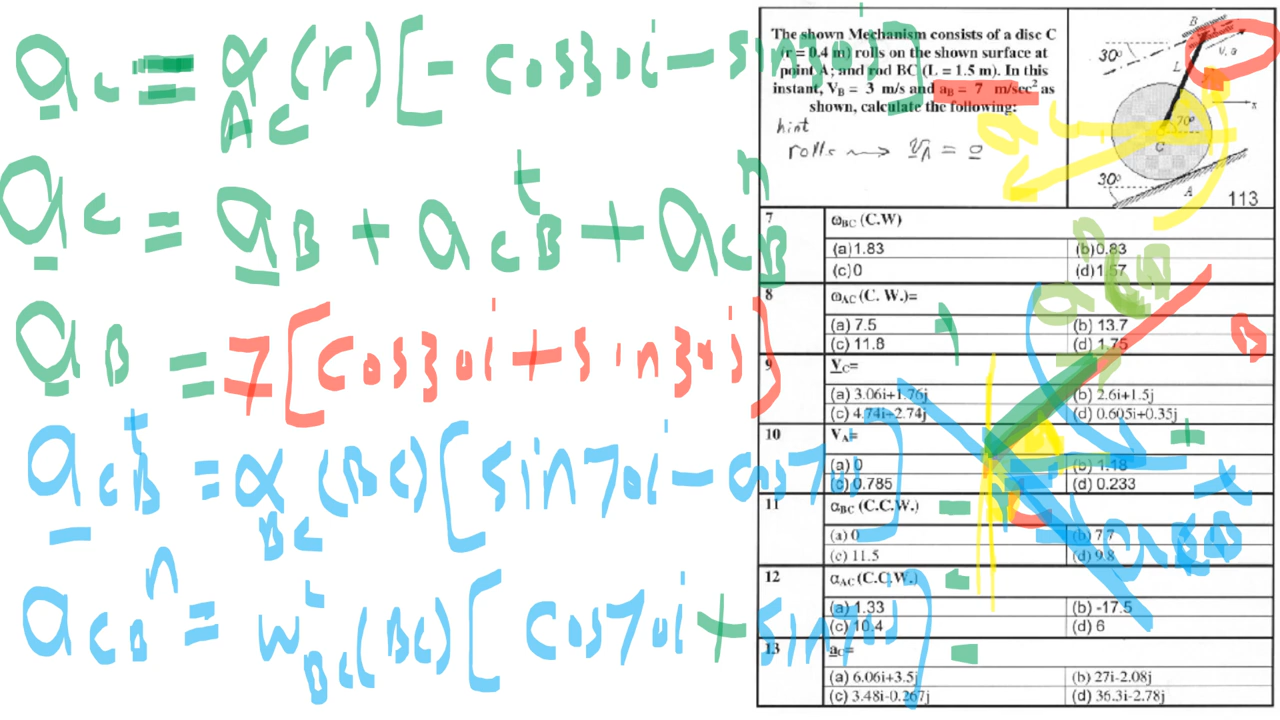 a_C = α_AC (r) [- cos30i - sin30j]
a_C = a_B + a_CB^t + a_CB^n
a_B = 7 [cos30i + sin30j]
a_CB^t = α_BC (BC) [sin70i - cos70j]
a_CB^n = ω²_BC (BC) [cos70i + sin70j]
The shown Mechanism consists of a disc C
(r = 0.4 m) rolls on the shown surface at
point A; and rod BC (L = 1.5 m). In this
instant, V_B = 3 m/s and a_B = 7 m/sec² as
shown, calculate the following:
hint
rolls → V_A = 0
B
30°
V, a
L
x
70°
C
30°
A
113
7 ω_BC (C.W)
(a) 1.83 (b) 0.83
(c) 0 (d) 1.57
8 ω_AC (C. W.)=
(a) 7.5 (b) 13.7
(c) 11.8 (d) 1.75
9 V_C=
(a) 3.06i+1.76j (b) 2.6i+1.5j
(c) 4.74i-2.74j (d) 0.605i+0.35j
10 V_A=
(a) 0 (b) 1.18
(c) 0.785 (d) 0.233
11 α_BC (C.C.W.)
(a) 0 (b) 7.7
(c) 11.5 (d) 9.8
12 α_AC (C.C.W.)
(a) 1.33 (b) -17.5
(c) 10.4 (d) 6
13 a_C=
(a) 6.06i+3.5j (b) 27i-2.08j
(c) 3.48i-0.267j (d) 36.3i-2.78j